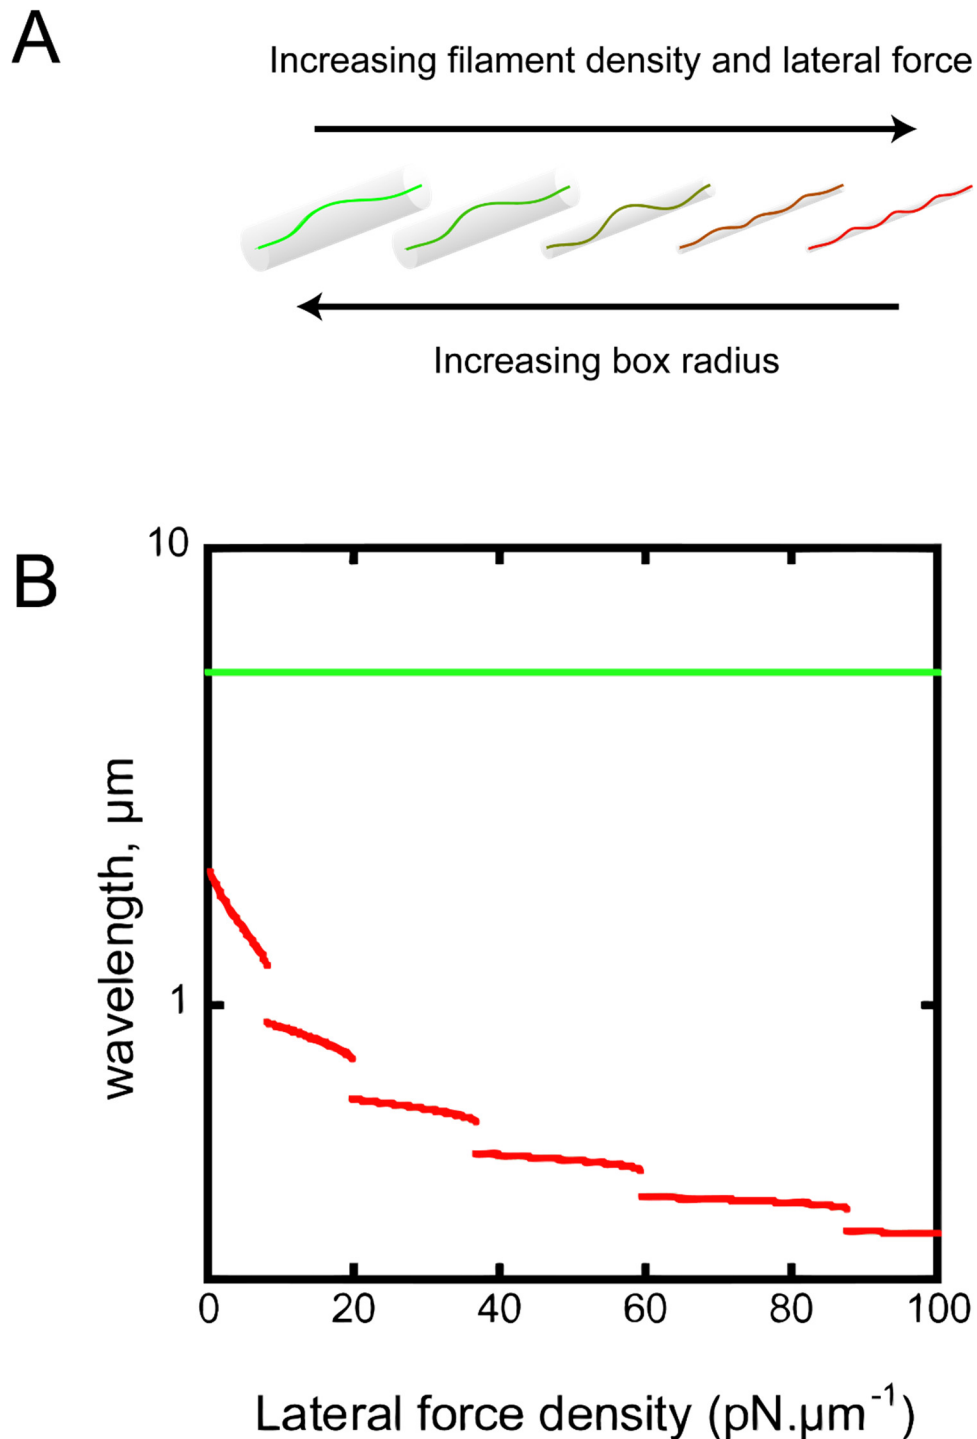 A
Increasing filament density and lateral force
Increasing box radius
B
10
1
wavelength, μm
0 20 40 60 80 100
Lateral force density (pN.μm⁻¹)